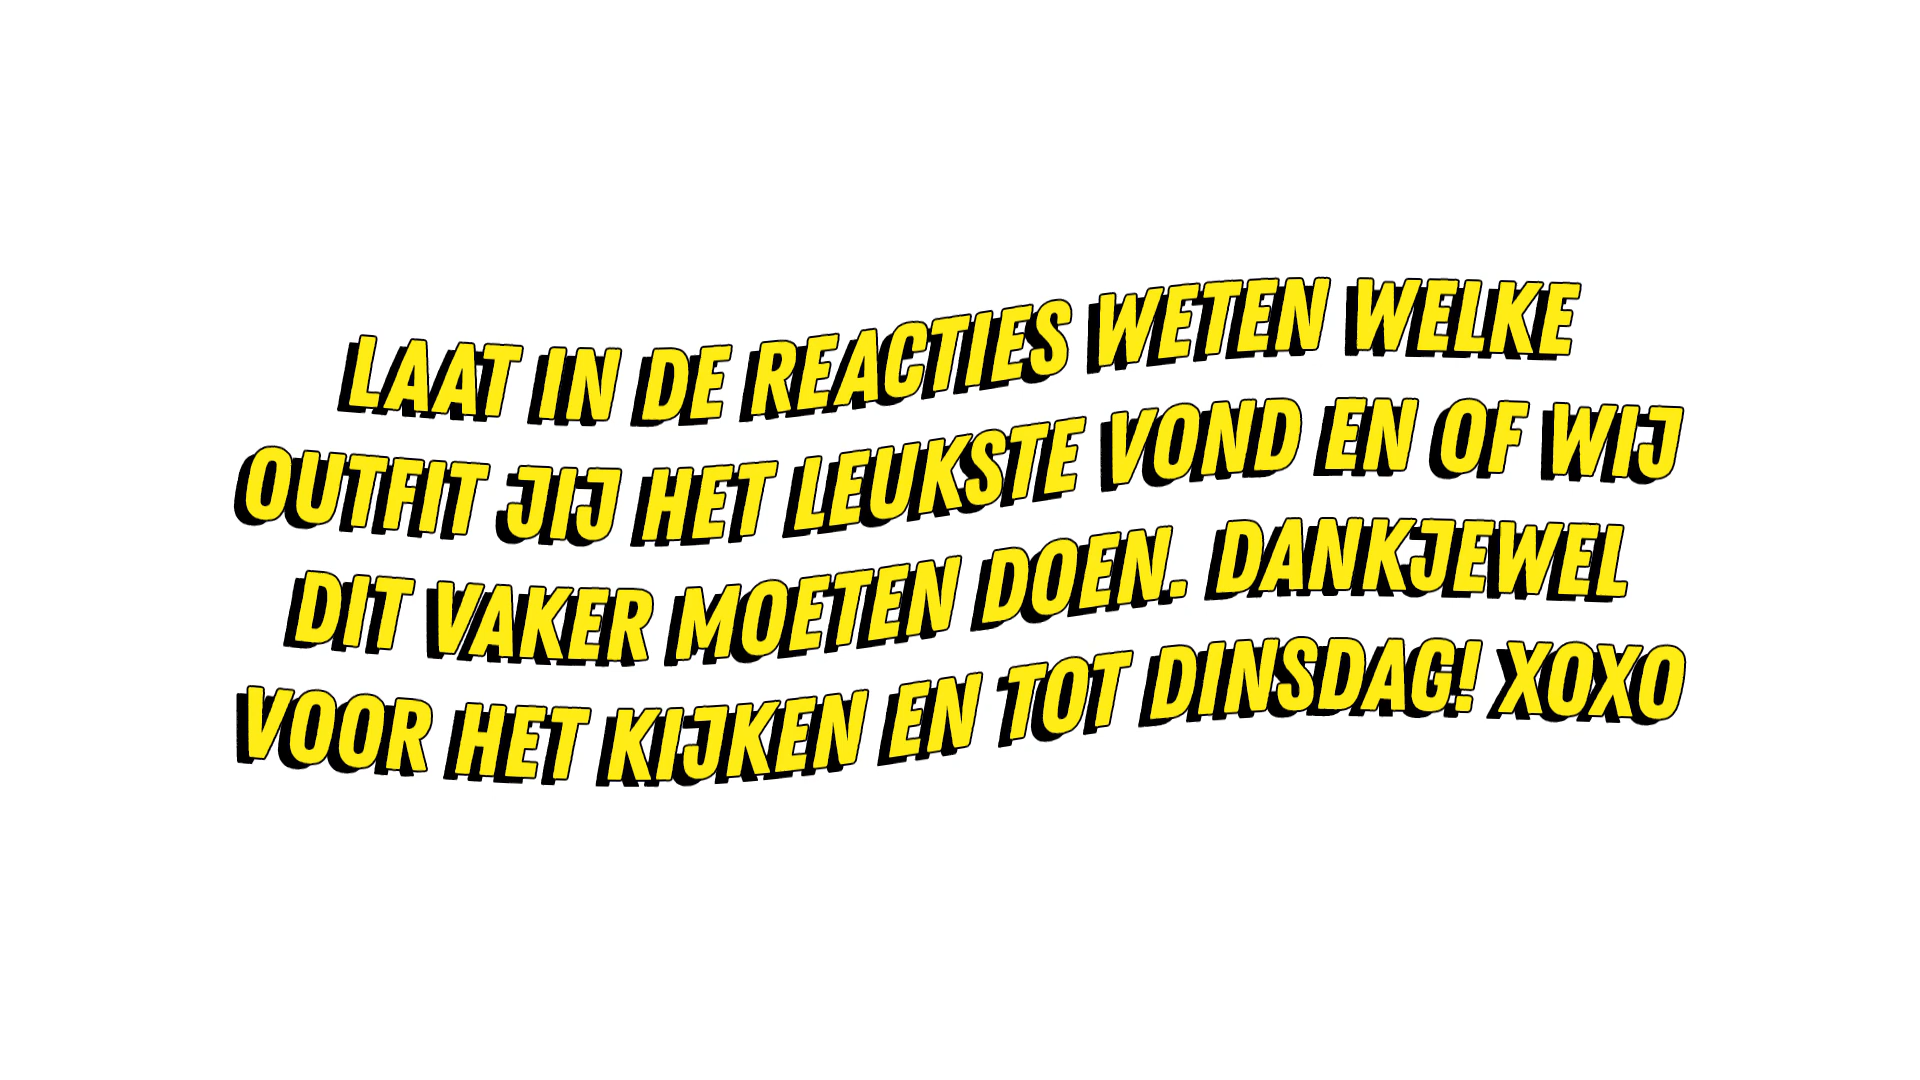 LAAT IN DE REACTIES WETEN WELKE
OUTFIT JIJ HET LEUKSTE VOND EN OF WIJ
DIT VAKER MOETEN DOEN. DANKJEWEL
VOOR HET KIJKEN EN TOT DINSDAG! XOXO